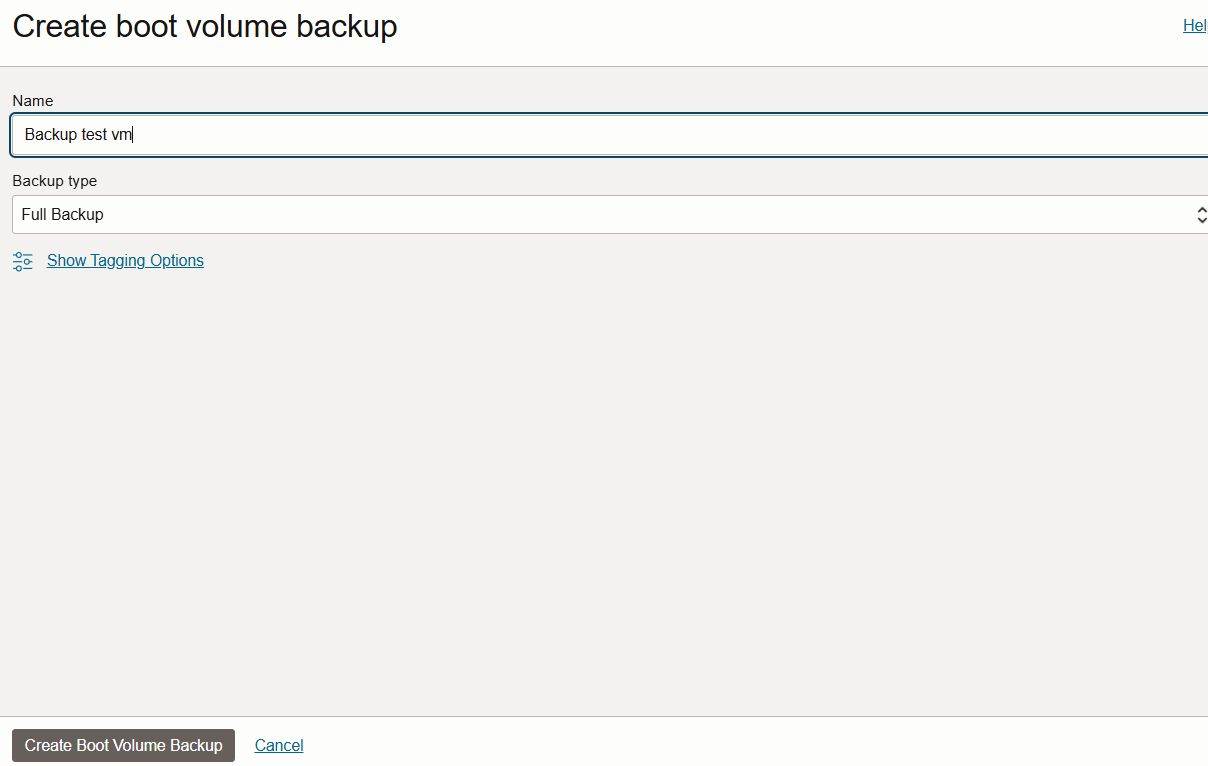 Create boot volume backup
Name
Backup test vm
Backup type
Full Backup
Show Tagging Options
Create Boot Volume Backup
Cancel